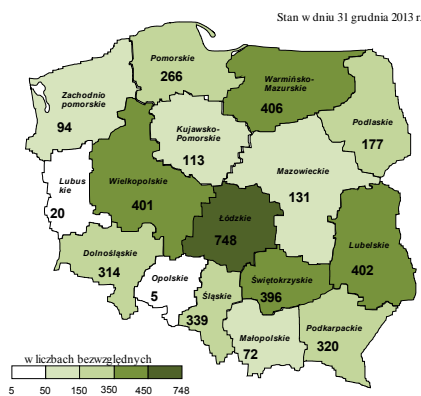 Stan w dniu 31 grudnia 2013 r.
Pomorskie
266
Warmińsko-
Mazurskie
406
Zachodnio
pomorskie
94
Podlaskie
177
Kujawsko-
Pomorskie
113
Lubus
kie
20
Wielkopolskie
401
Mazowieckie
131
Łódzkie
748
Lubelskie
402
Dolnośląskie
314
Opolskie
5
Śląskie
339
Świętokrzyskie
396
Małopolskie
72
Podkarpackie
320
w liczbach bezwzględnych
5 50 150 350 450 748